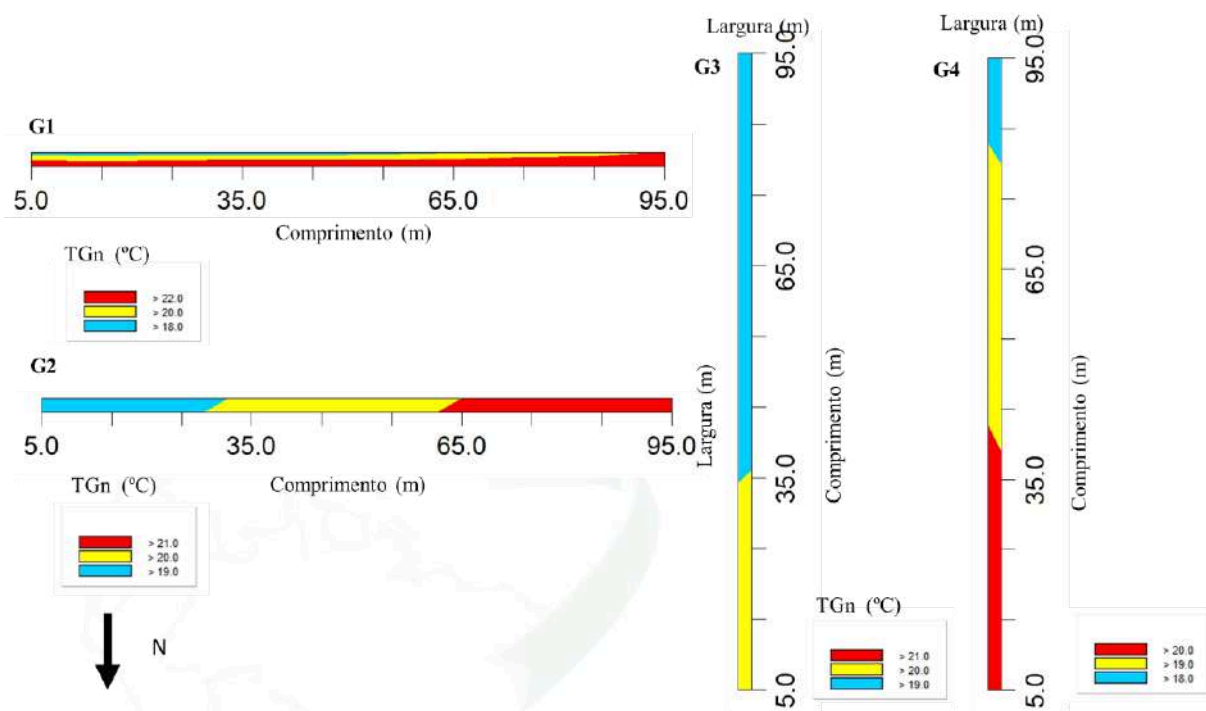 G1
5.0 35.0 65.0 95.0
Comprimento (m)
TGn (ºC)
> 22.0
> 20.0
> 18.0
G2
5.0 35.0 65.0 95.0
Comprimento (m)
TGn (ºC)
> 21.0
> 20.0
> 19.0
N
Largura (m)
G3
95.0
65.0
35.0
5.0
Largura (m)
Comprimento (m)
TGn (ºC)
> 21.0
> 20.0
> 19.0
Largura (m)
G4
95.0
65.0
35.0
5.0
Comprimento (m)
> 20.0
> 19.0
> 18.0